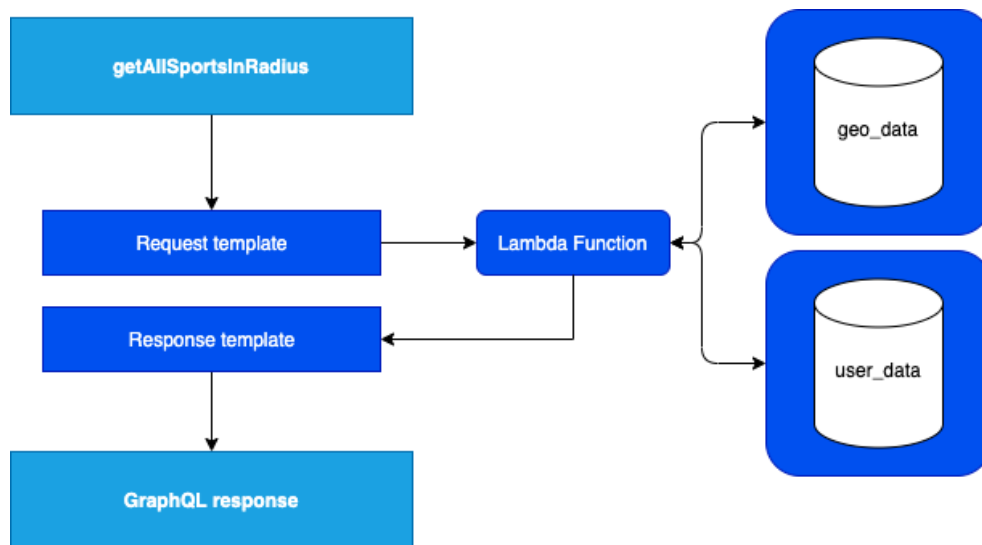 getAllSportsInRadius
geo_data
Request template
Lambda Function
Response template
user_data
GraphQL response